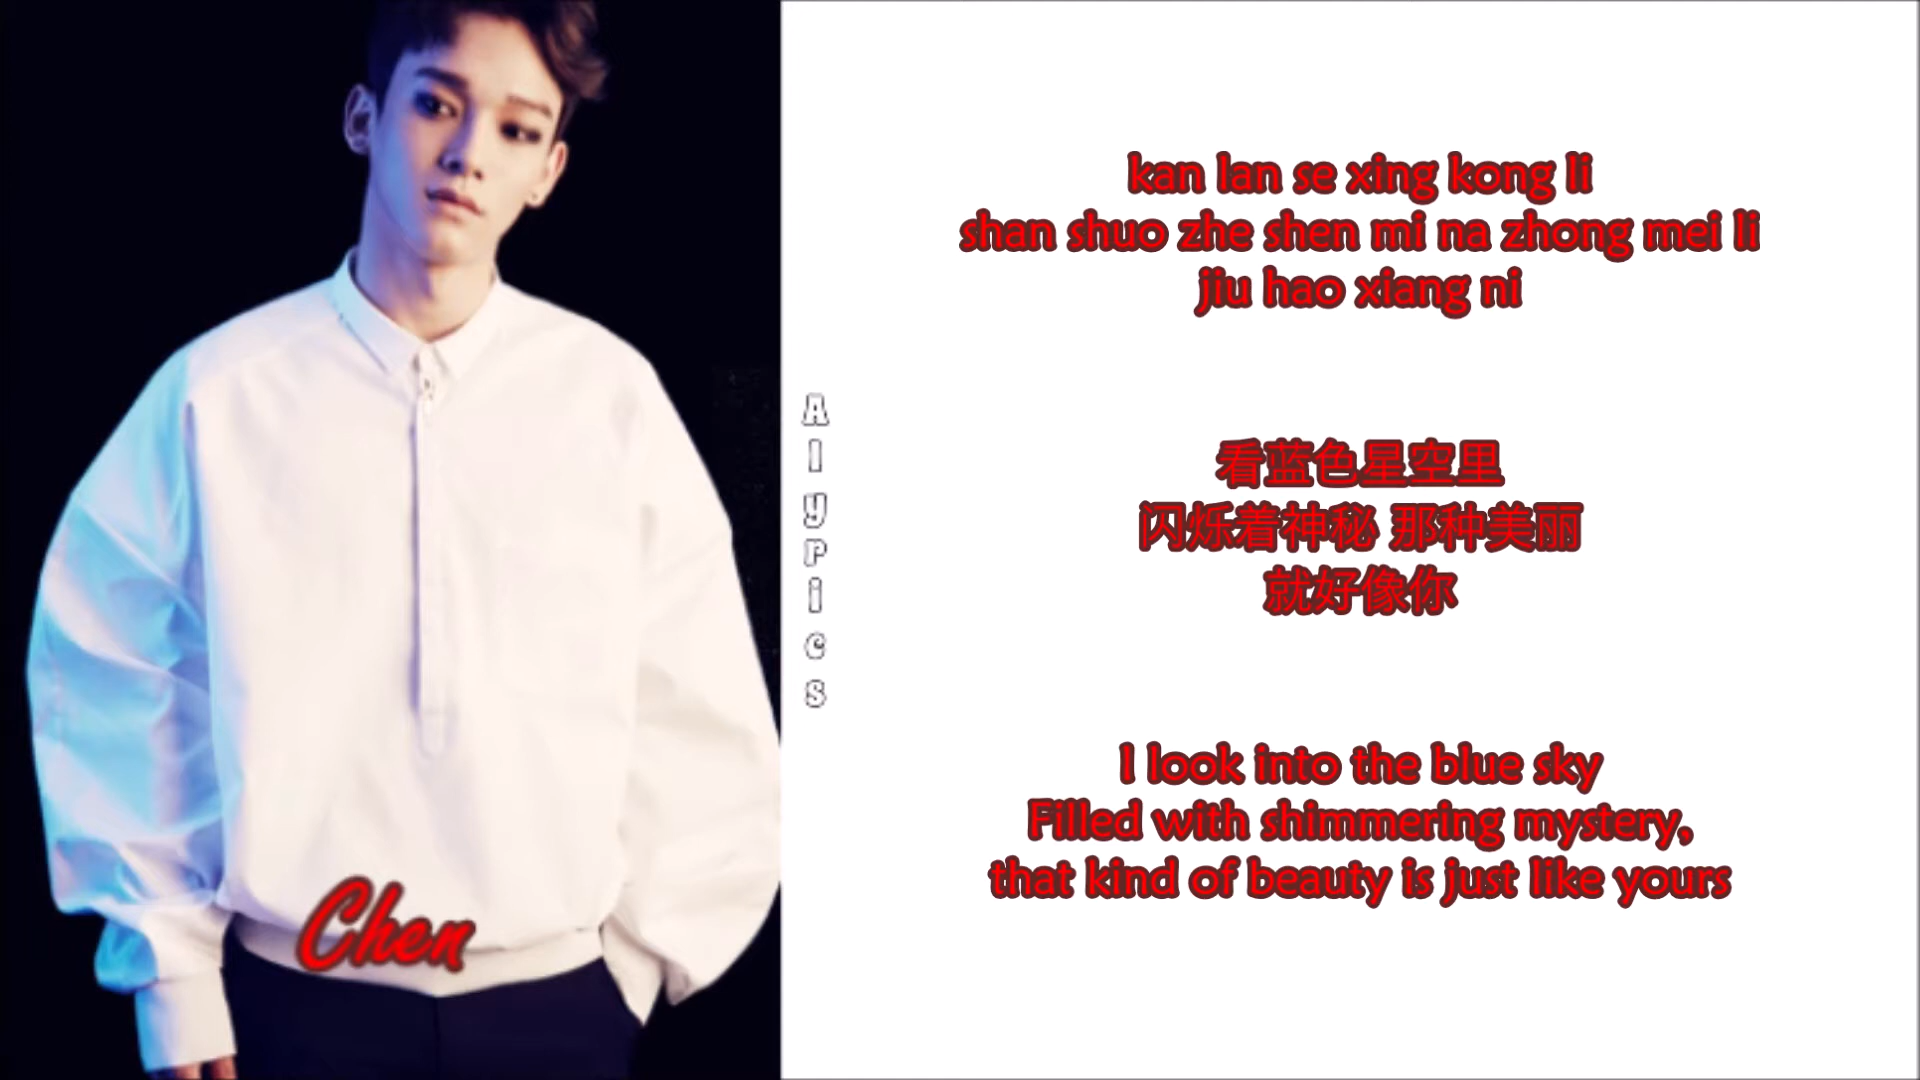 kan lan se xing kong li
shan shuo zhe shen mi na zhong mei li
jiu hao xiang ni
看蓝色星空里
闪烁着神秘 那种美丽
就好像你
I look into the blue sky
Filled with shimmering mystery,
that kind of beauty is just like yours
Chen
Alyrics